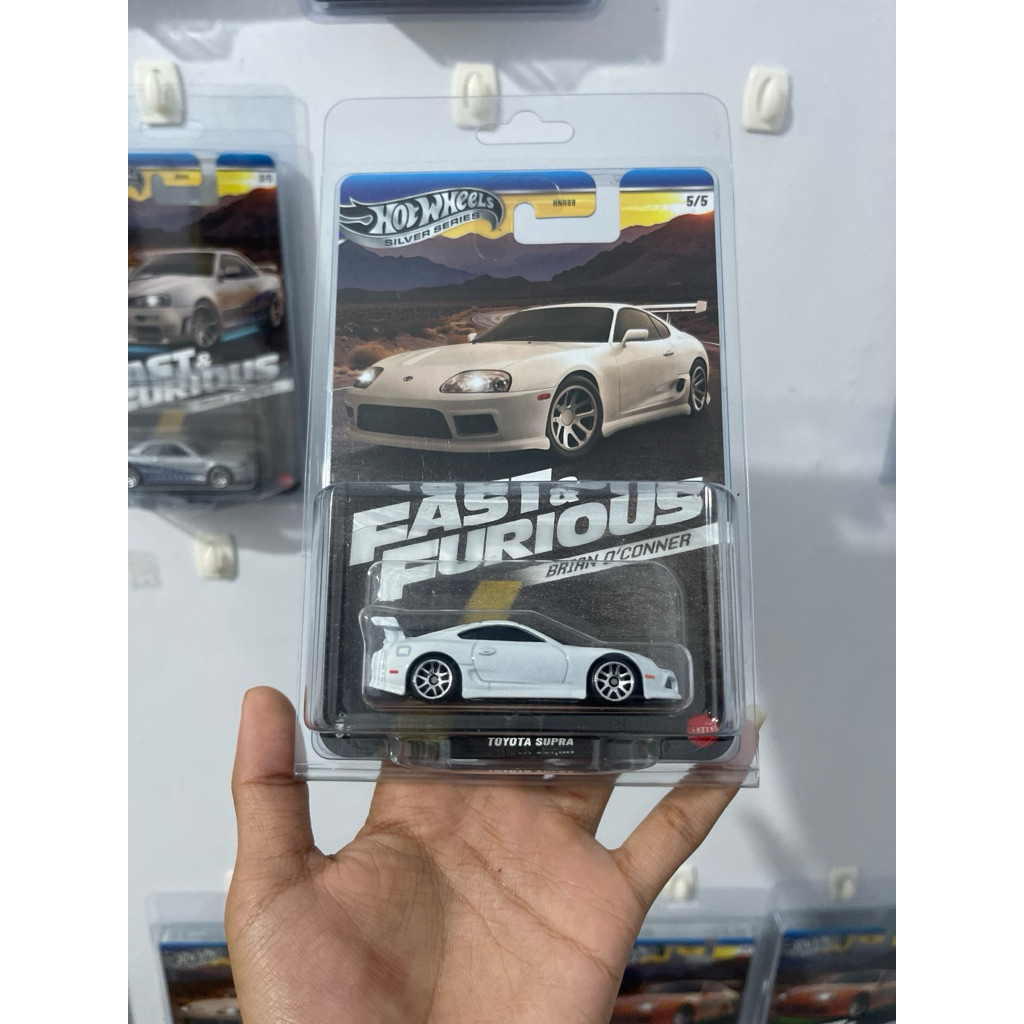 HOT WHEELS
SILVER SERIES
HNR88
5/5
FAST &
FURIOUS
BRIAN O'CONNER
TOYOTA SUPRA
FAST &
FURIOUS